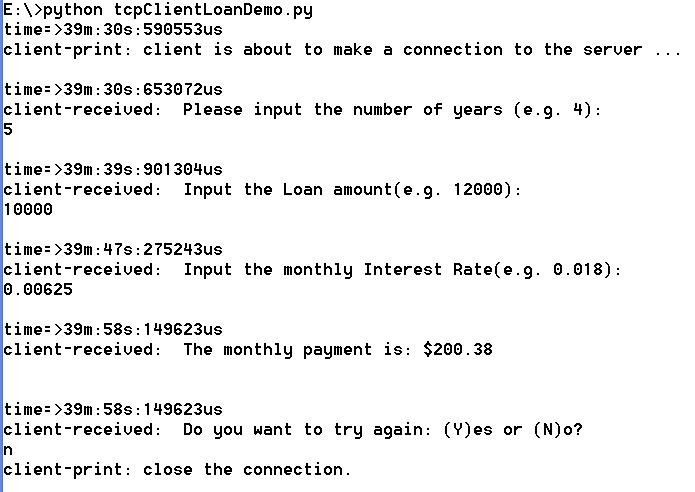 E:\>python tcpClientLoanDemo.py
time=>39m:30s:590553us
client-print: client is about to make a connection to the server ...
time=>39m:30s:653072us
client-received:  Please input the number of years (e.g. 4):
5
time=>39m:39s:901304us
client-received:  Input the Loan amount(e.g. 12000):
10000
time=>39m:47s:275243us
client-received:  Input the monthly Interest Rate(e.g. 0.018):
0.00625
time=>39m:58s:149623us
client-received:  The monthly payment is: $200.38
time=>39m:58s:149623us
client-received:  Do you want to try again: (Y)es or (N)o?
n
client-print: close the connection.